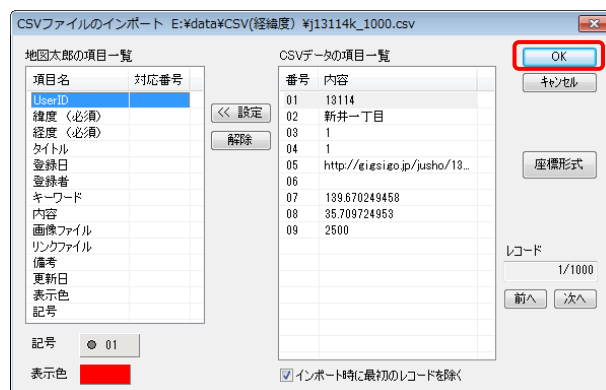 CSVファイルのインポート E:¥data¥CSV(経緯度) ¥j13114k_1000.csv
地図太郎の項目一覧
項目名 対応番号
UserID
緯度 (必須)
経度 (必須)
タイトル
登録日
登録者
キーワード
内容
画像ファイル
リンクファイル
備考
更新日
表示色
記号
記号 ● 01
表示色
<< 設定
解除
CSVデータの項目一覧
番号 内容
01 13114
02 新井一丁目
03 1
04 1
05 http://gigsigo.jp/jusho/13...
06
07 139.670249458
08 35.709724953
09 2500
インポート時に最初のレコードを除く
OK
キャンセル
座標形式
レコード
1/1000
前へ 次へ